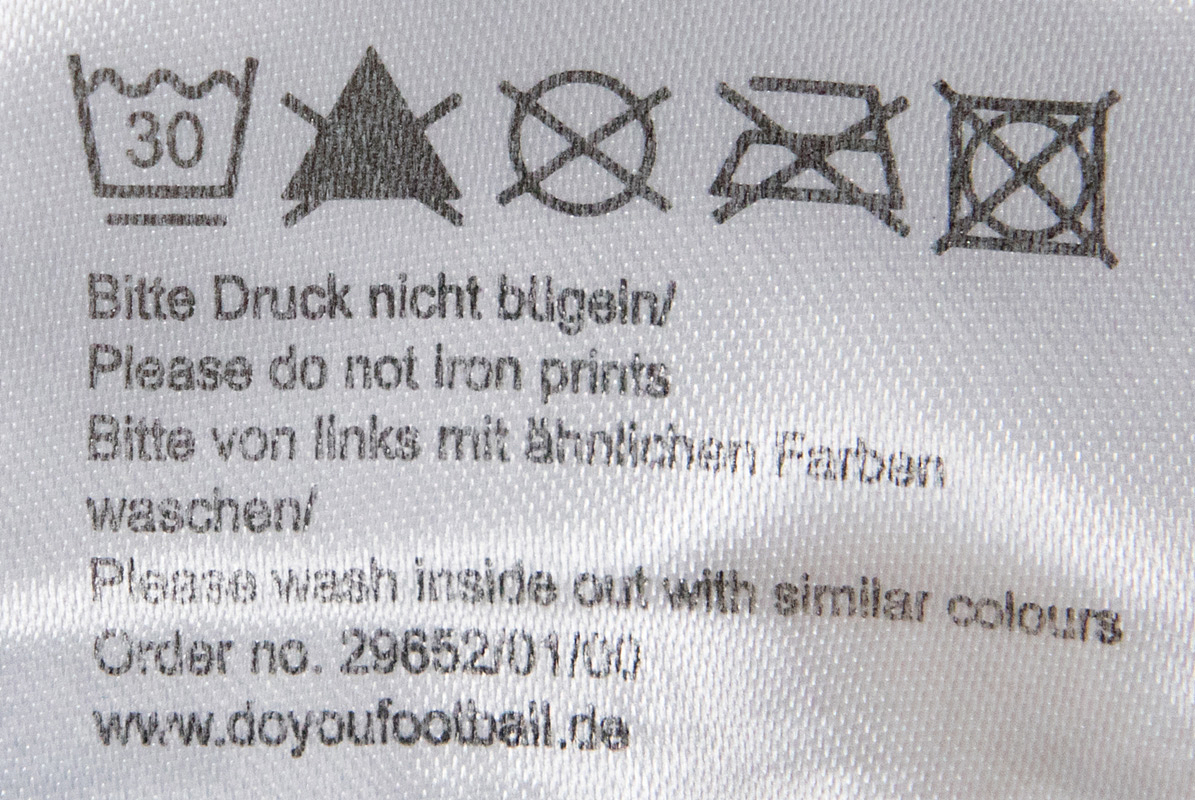 30
Bitte Druck nicht bügeln/
Please do not iron prints
Bitte von links mit ähnlichen Farben
waschen/
Please wash inside out with similar colours
Order no. 29652/01/00
www.doyoufootball.de